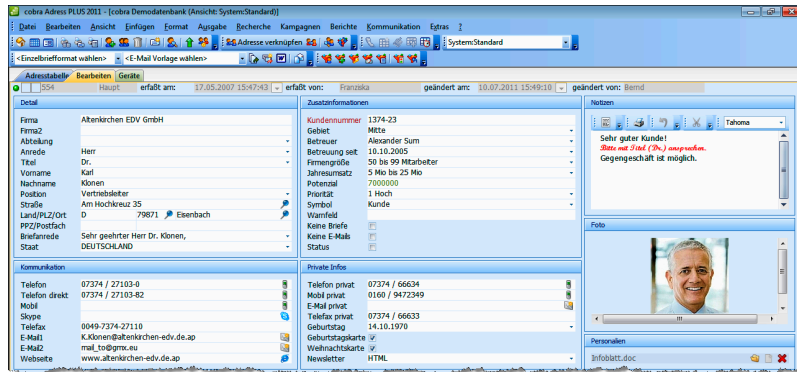 cobra Adress PLUS 2011 - [cobra Demodatenbank (Ansicht: System:Standard)]
Datei Bearbeiten Ansicht Einfügen Format Ausgabe Recherche Kampagnen Berichte Kommunikation Extras ?
Adresse verknüpfen System:Standard
<Einzelbriefformat wählen> <E-Mail Vorlage wählen>
Adresstabelle Bearbeiten Geräte
554 Haupt erfaßt am: 17.05.2007 15:47:43 erfaßt von: Franziska geändert am: 10.07.2011 15:49:10 geändert von: Bernd
Detail
Firma Altenkirchen EDV GmbH
Firma2
Abteilung
Anrede Herr
Titel Dr.
Vorname Karl
Nachname Klonen
Position Vertriebsleiter
Straße Am Hochkreuz 35
Land/PLZ/Ort D 79871 Eisenbach
PPZ/Postfach
Briefanrede Sehr geehrter Herr Dr. Klonen,
Staat DEUTSCHLAND
Zusatzinformationen
Kundennummer 1374-23
Gebiet Mitte
Betreuer Alexander Sum
Betreuung seit 10.10.2005
Firmengröße 50 bis 99 Mitarbeiter
Jahresumsatz 5 Mio bis 25 Mio
Potenzial 7000000
Priorität 1 Hoch
Symbol Kunde
Warnfeld
Keine Briefe
Keine E-Mails
Status
Notizen
Tahoma
Sehr guter Kunde!
Bitte mit Titel (Dr.) ansprechen.
Gegengeschäft ist möglich.
Foto
Kommunikation
Telefon 07374 / 27103-0
Telefon direkt 07374 / 27103-82
Mobil
Skype
Telefax 0049-7374-27110
E-Mail1 K.Klonen@altenkirchen-edv.de.ap
E-Mail2 mail_to@gmx.eu
Webseite www.altenkirchen-edv.de.ap
Private Infos
Telefon privat 07374 / 66634
Mobil privat 0160 / 9472349
E-Mail privat
Telefax privat 07374 / 66633
Geburtstag 14.10.1970
Geburtstagskarte
Weihnachtskarte
Newsletter HTML
Personalien
Infoblatt.doc